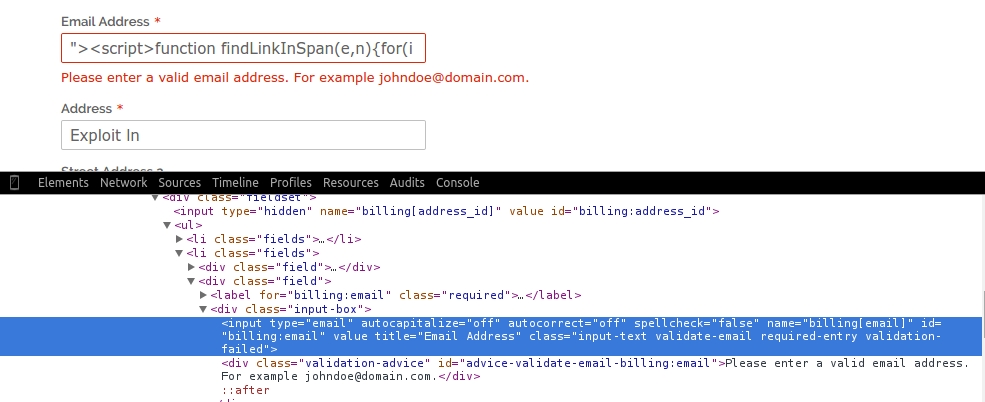 Email Address *
"><script>function findLinkInSpan(e,n){for(i
Please enter a valid email address. For example johndoe@domain.com.
Address *
Exploit In
Street Address 2
Elements Network Sources Timeline Profiles Resources Audits Console
▼<div class="fieldset">
<input type="hidden" name="billing[address_id]" value id="billing:address_id">
▼<ul>
▶<li class="fields">…</li>
▼<li class="fields">
▶<div class="field">…</div>
▼<div class="field">
▶<label for="billing:email" class="required">…</label>
▼<div class="input-box">
<input type="email" autocapitalize="off" autocorrect="off" spellcheck="false" name="billing[email]" id=
"billing:email" value title="Email Address" class="input-text validate-email required-entry validation-
failed">
<div class="validation-advice" id="advice-validate-email-billing:email">Please enter a valid email address.
For example johndoe@domain.com.</div>
::after
</div>